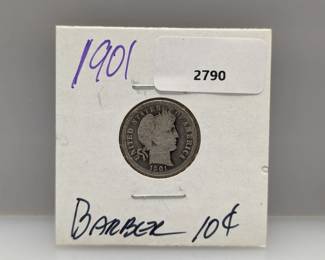 1901
2790
UNITED STATES OF AMERICA
1901
BARBER 10¢